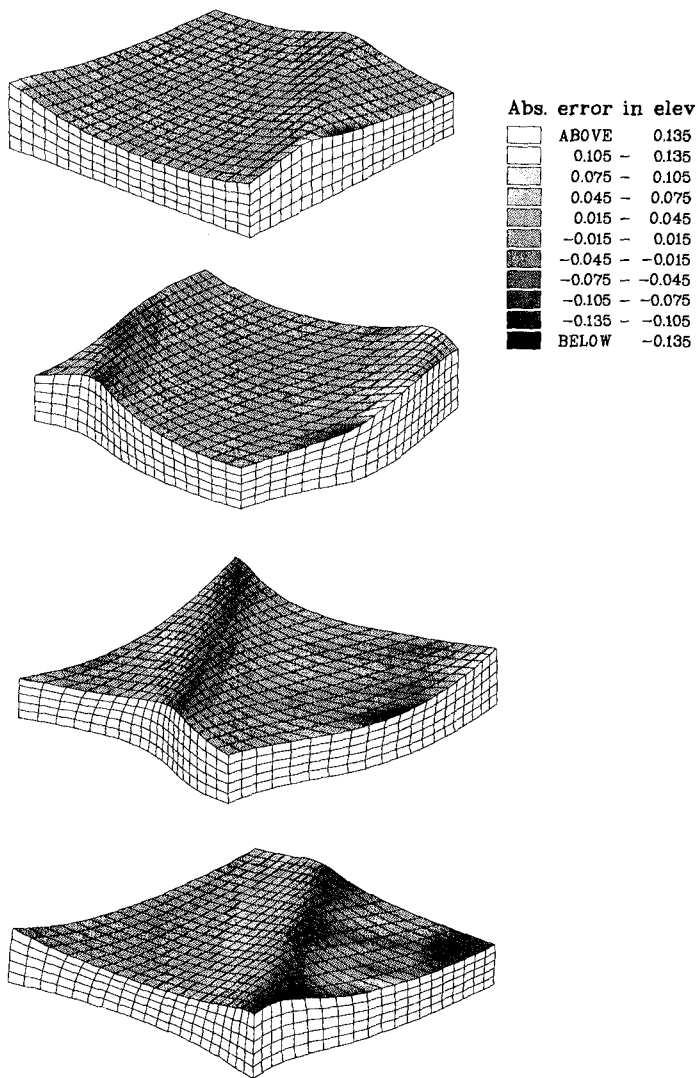 Abs. error in elev
ABOVE 0.135
0.105 – 0.135
0.075 – 0.105
0.045 – 0.075
0.015 – 0.045
−0.015 – 0.015
−0.045 – −0.015
−0.075 – −0.045
−0.105 – −0.075
−0.135 – −0.105
BELOW −0.135